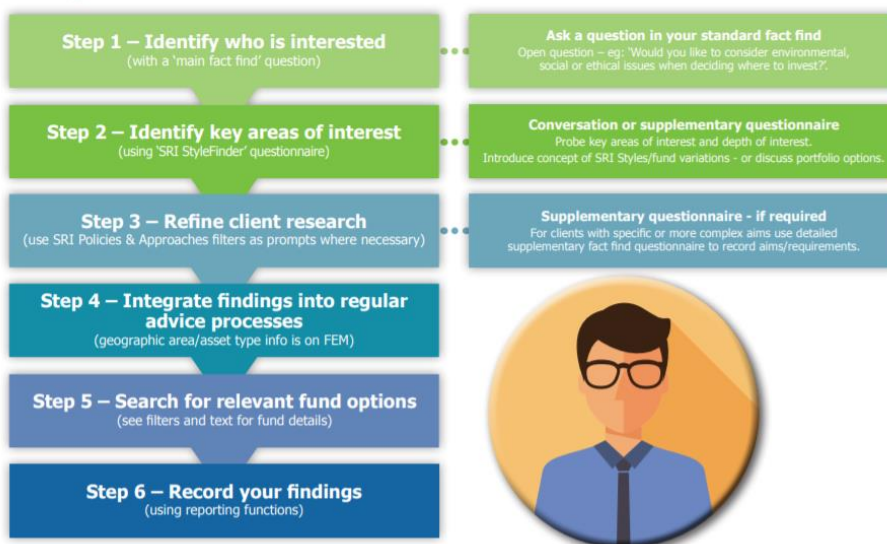 Step 1 – Identify who is interested
(with a ‘main fact find’ question)
Ask a question in your standard fact find
Open question – eg: ‘Would you like to consider environmental,
social or ethical issues when deciding where to invest?’.
Step 2 – Identify key areas of interest
(using ‘SRI StyleFinder’ questionnaire)
Conversation or supplementary questionnaire
Probe key areas of interest and depth of interest.
Introduce concept of SRI Styles/fund variations - or discuss portfolio options.
Step 3 – Refine client research
(use SRI Policies & Approaches filters as prompts where necessary)
Supplementary questionnaire - if required
For clients with specific or more complex aims use detailed
supplementary fact find questionnaire to record aims/requirements.
Step 4 – Integrate findings into regular
advice processes
(geographic area/asset type info is on FEM)
Step 5 – Search for relevant fund options
(see filters and text for fund details)
Step 6 – Record your findings
(using reporting functions)